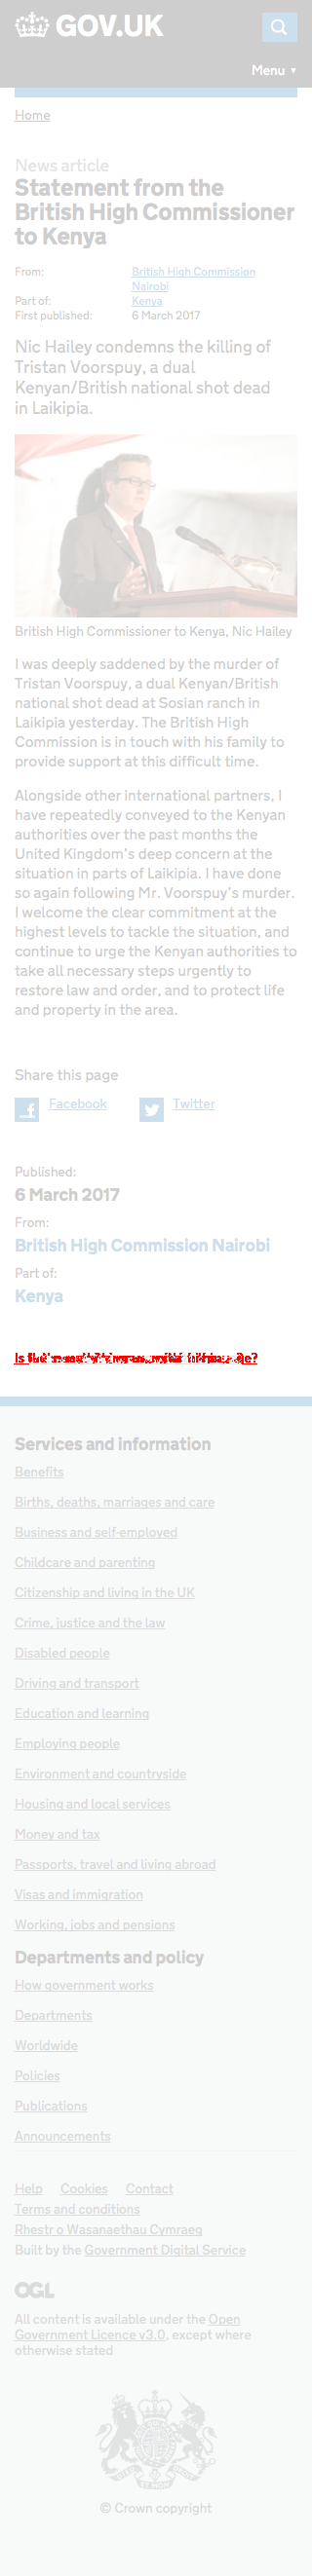 GOV.UK
Menu ▼
Home
News article
Statement from the
British High Commissioner
to Kenya
From: British High Commission
Nairobi
Part of: Kenya
First published: 6 March 2017
Nic Hailey condemns the killing of
Tristan Voorspuy, a dual
Kenyan/British national shot dead
in Laikipia.
British High Commissioner to Kenya, Nic Hailey
I was deeply saddened by the murder of
Tristan Voorspuy, a dual Kenyan/British
national shot dead at Sosian ranch in
Laikipia yesterday. The British High
Commission is in touch with his family to
provide support at this difficult time.
Alongside other international partners, I
have repeatedly conveyed to the Kenyan
authorities over the past months the
United Kingdom's deep concern at the
situation in parts of Laikipia. I have done
so again following Mr. Voorspuy's murder.
I welcome the clear commitment at the
highest levels to tackle the situation, and
continue to urge the Kenyan authorities to
take all necessary steps urgently to
restore law and order, and to protect life
and property in the area.
Share this page
Facebook Twitter
Published:
6 March 2017
From:
British High Commission Nairobi
Part of:
Kenya
Services and information
Benefits
Births, deaths, marriages and care
Business and self-employed
Childcare and parenting
Citizenship and living in the UK
Crime, justice and the law
Disabled people
Driving and transport
Education and learning
Employing people
Environment and countryside
Housing and local services
Money and tax
Passports, travel and living abroad
Visas and immigration
Working, jobs and pensions
Departments and policy
How government works
Departments
Worldwide
Policies
Publications
Announcements
Help Cookies Contact
Terms and conditions
Rhestr o Wasanaethau Cymraeg
Built by the Government Digital Service
OGL
All content is available under the Open
Government Licence v3.0, except where
otherwise stated
© Crown copyright